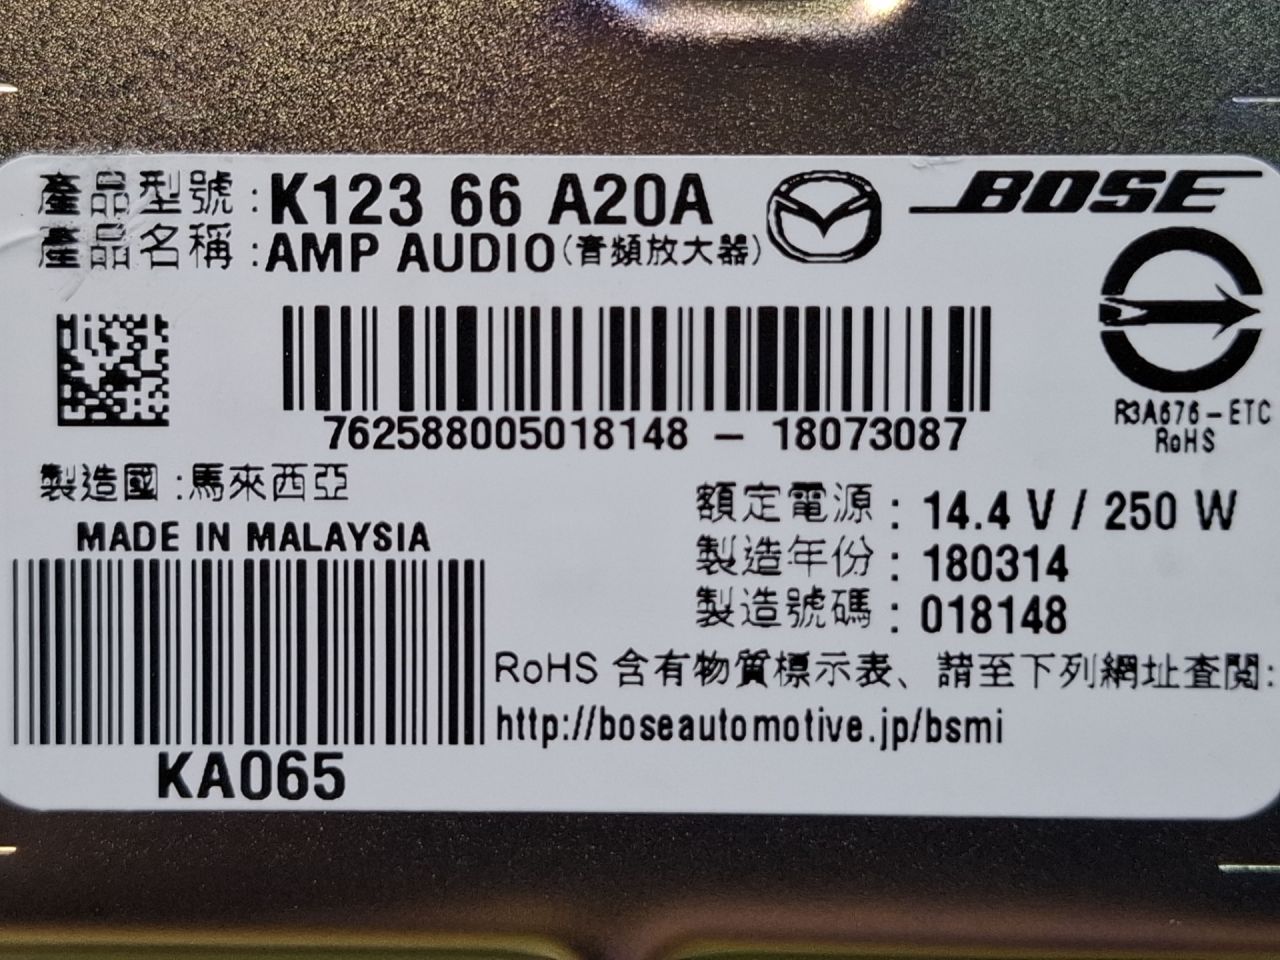 產品型號:K123 66 A20A
BOSE
產品名稱:AMP AUDIO(音頻放大器)
762588005018148 - 18073087
R3A676-ETC
RoHS
製造國:馬來西亞
MADE IN MALAYSIA
額定電源: 14.4 V / 250 W
製造年份: 180314
製造號碼: 018148
RoHS 含有物質標示表、請至下列網址查閱:
http://boseautomotive.jp/bsmi
KA065